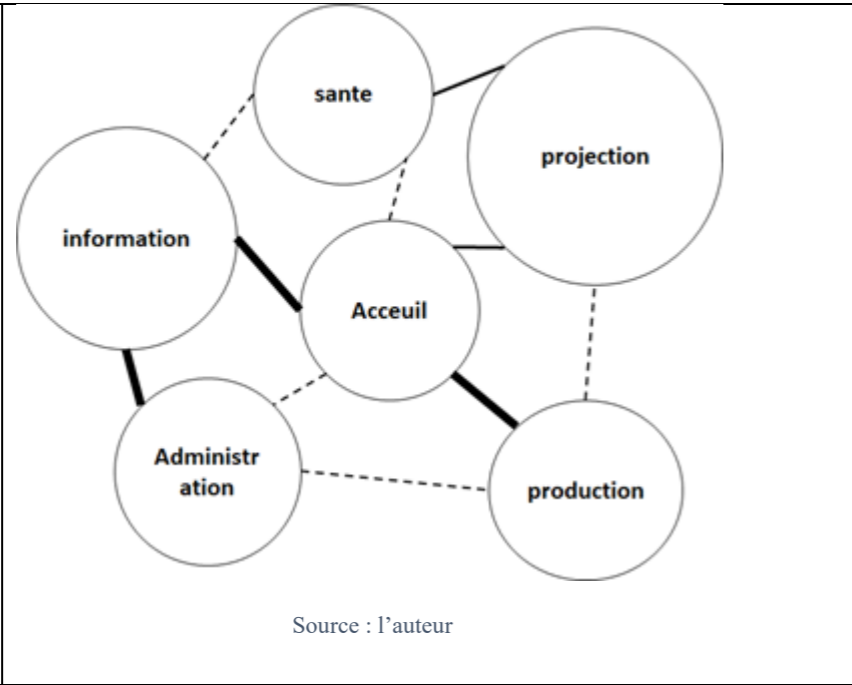 sante
projection
information
Acceuil
Administr
ation
production
Source : l’auteur